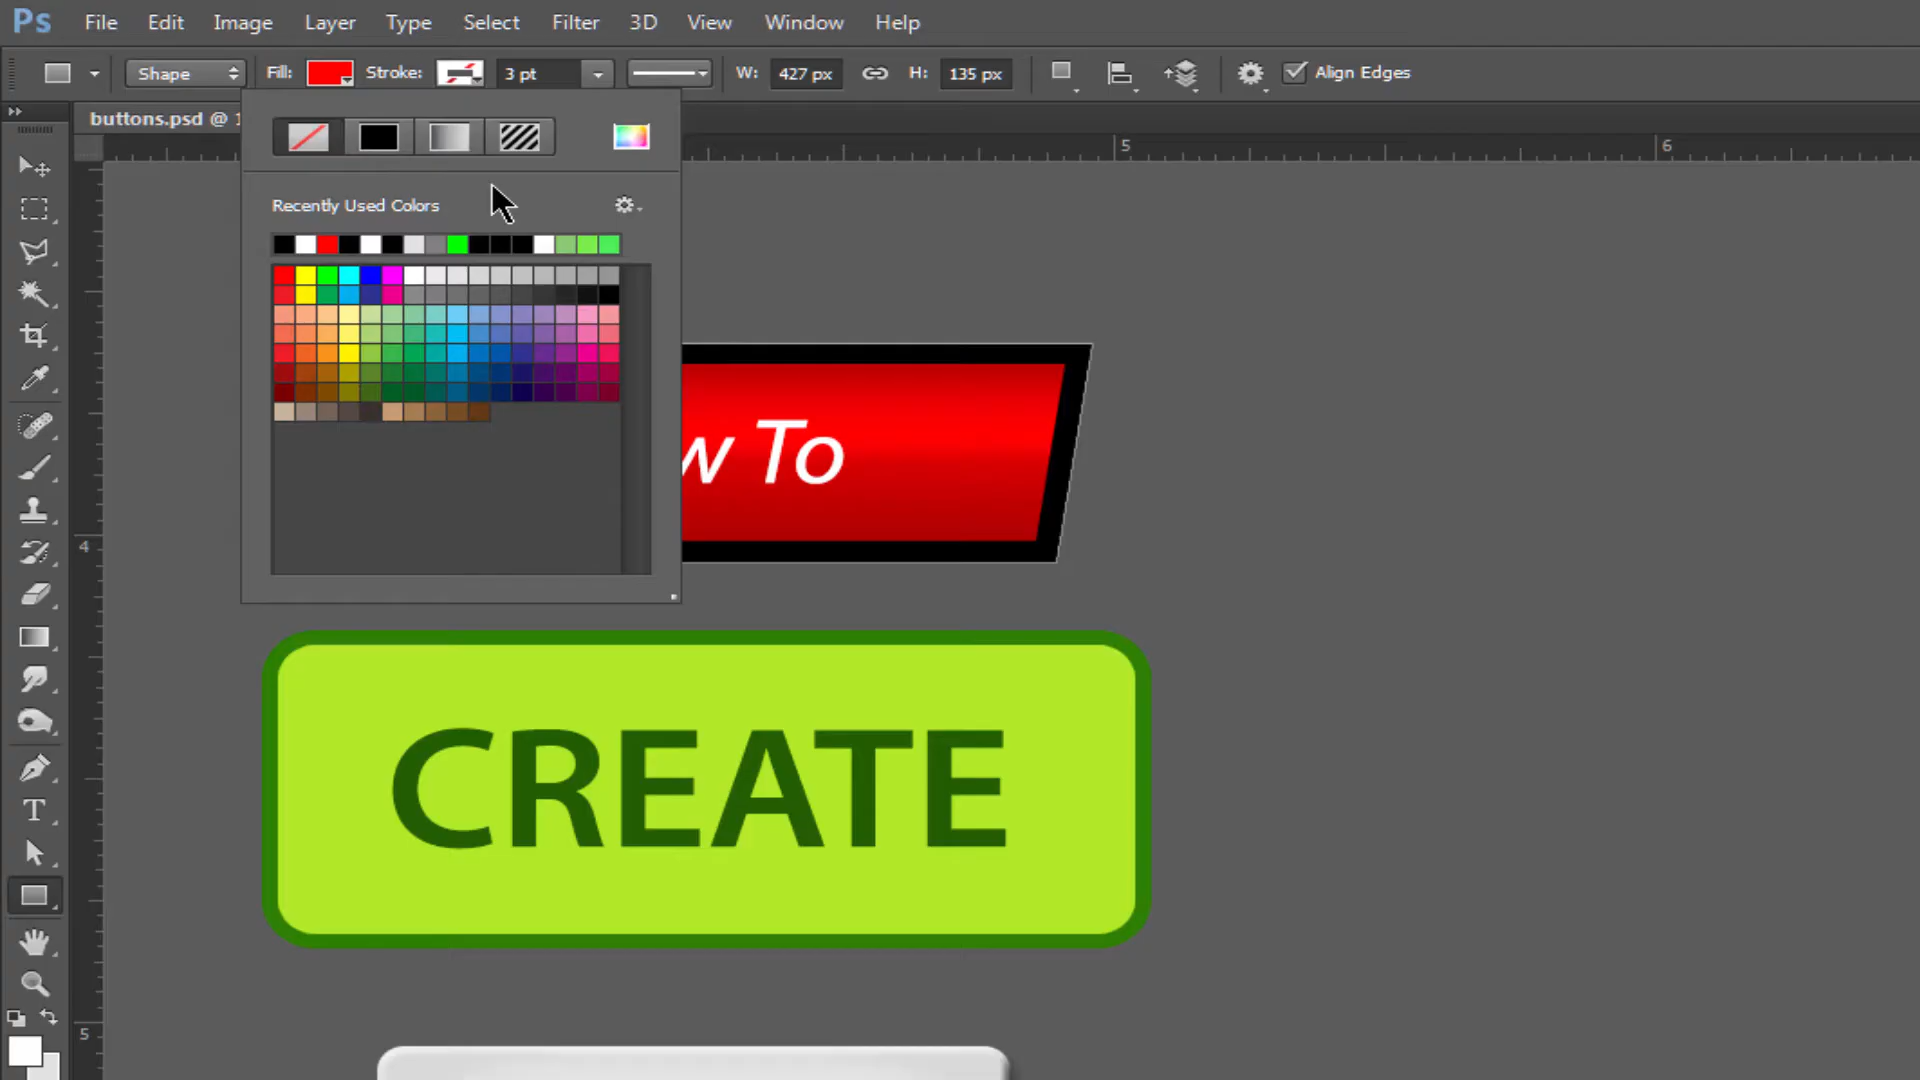 Ps File Edit Image Layer Type Select Filter 3D View Window Help
Shape Fill: Stroke: 3 pt W: 427 px H: 135 px Align Edges
buttons.psd @
5 6
Recently Used Colors
w To
4
CREATE
5